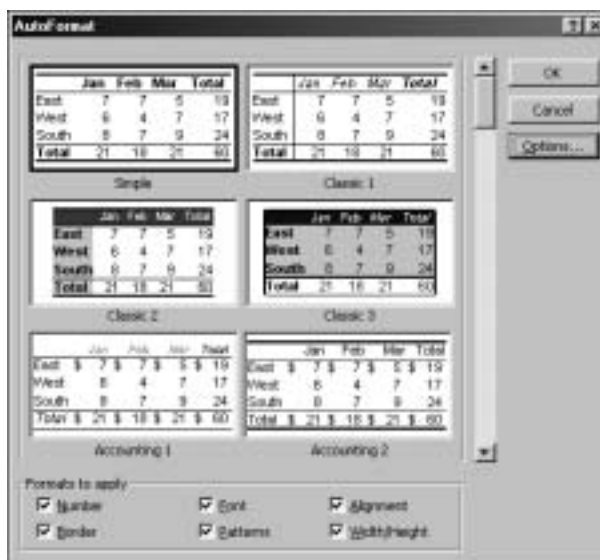 AutoFormat
Jan Feb Mar Total
East 7 7 5 19
West 6 4 7 17
South 8 7 9 24
Total 21 18 21 60
Simple
Jan Feb Mar Total
East 7 7 5 19
West 6 4 7 17
South 8 7 9 24
Total 21 18 21 60
Classic 1
OK
Cancel
Options...
Jan Feb Mar Total
East 7 7 5 19
West 6 4 7 17
South 8 7 9 24
Total 21 18 21 60
Classic 2
Jan Feb Mar Total
East 7 7 5 19
West 6 4 7 17
South 8 7 9 24
Total 21 18 21 60
Classic 3
Jan Feb Mar Total
East $ 7 $ 7 $ 5 $ 19
West 6 4 7 17
South 8 7 9 24
Total $ 21 $ 18 $ 21 $ 60
Accounting 1
Jan Feb Mar Total
East $ 7 $ 7 $ 5 $ 19
West 6 4 7 17
South 8 7 9 24
Total $ 21 $ 18 $ 21 $ 60
Accounting 2
Formats to apply
Number
Font
Alignment
Border
Patterns
Width/Height